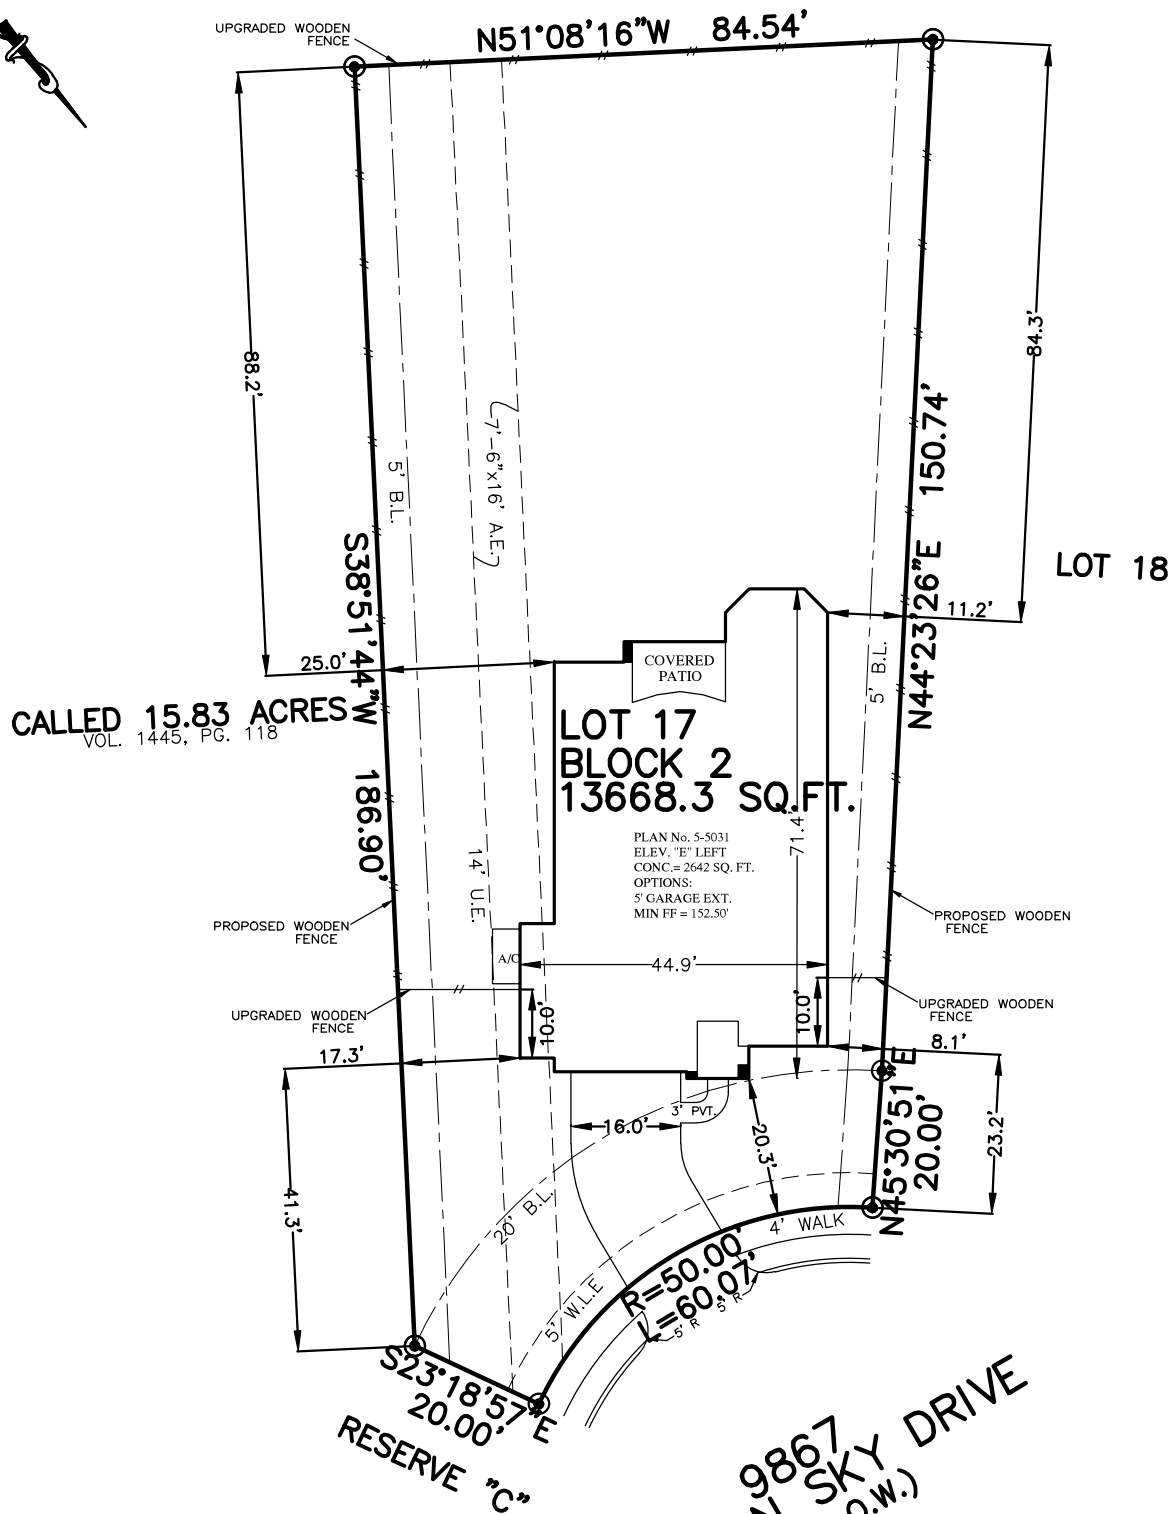 UPGRADED WOODEN
FENCE
N51°08'16"W 84.54'
88.2'
84.3'
7'-6"x16' A.E.
5' B.L.
N44°23'26"E 150.74'
LOT 18
S38°51'44"W 186.90'
11.2'
25.0'
COVERED
PATIO
5' B.L.
CALLED 15.83 ACRES
VOL. 1445, PG. 118
LOT 17
BLOCK 2
13668.3 SQ.FT.
71.4'
PLAN No. 5-5031
ELEV. "E" LEFT
CONC.= 2642 SQ. FT.
OPTIONS:
5' GARAGE EXT.
MIN FF = 152.50'
14' U.E.
PROPOSED WOODEN
FENCE
PROPOSED WOODEN
FENCE
A/C
44.9'
UPGRADED WOODEN
FENCE
10.0'
10.0'
UPGRADED WOODEN
FENCE
17.3'
8.1'
3' PVT.
16.0'
20.3'
N45°30'51"E
20.00'
23.2'
41.3'
20' B.L.
4' WALK
5' W.L.E
R=50.00'
L=60.07'
5' R
5' R
S23°18'57"E
20.00'
RESERVE "C"
9867
SKY DRIVE